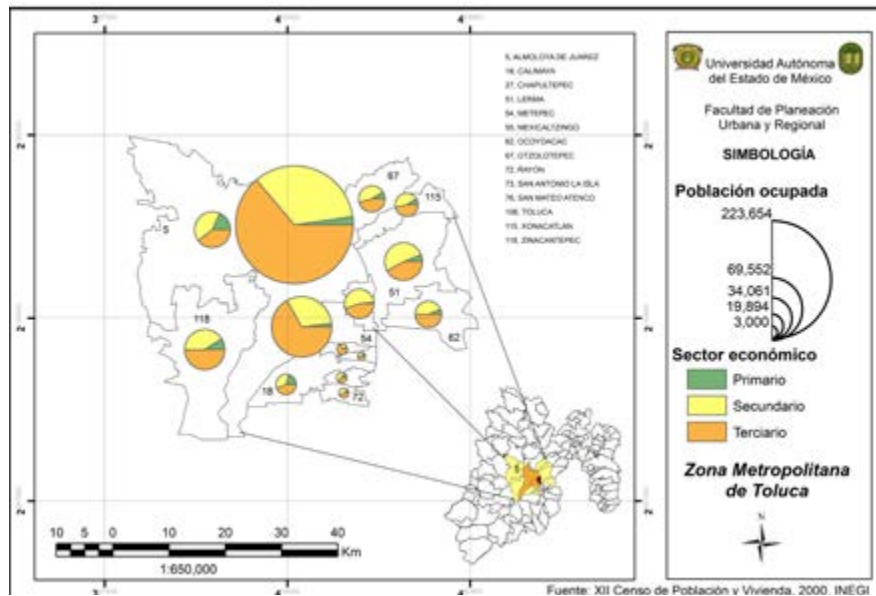 5, ALMOLOYA DE JUAREZ
18, CALIMAYA
27, CHAPULTEPEC
51, LERMA
54, METEPEC
55, MEXICALTZINGO
62, OCOYOACAC
67, OTZOLOTEPEC
72, RAYÓN
73, SAN ANTONIO LA ISLA
76, SAN MATEO ATENCO
106, TOLUCA
115, XONACATLAN
118, ZINACANTEPEC
67
115
5
51
118
54
62
18
72
5
10 5 0 10 20 30 40
Km
1:650,000
Universidad Autónoma
del Estado de México
Facultad de Planeación
Urbana y Regional
SIMBOLOGÍA
Población ocupada
223,654
69,552
34,061
19,894
3,000
Sector económico
Primario
Secundario
Terciario
Zona Metropolitana
de Toluca
N
Fuente: XII Censo de Población y Vivienda, 2000. INEGI